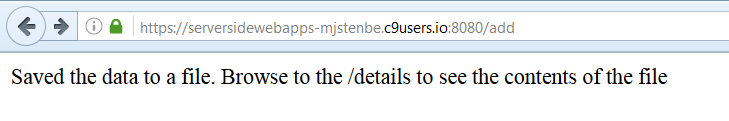 https://serversidewebapps-mjstenbe.c9users.io:8080/add
Saved the data to a file. Browse to the /details to see the contents of the file